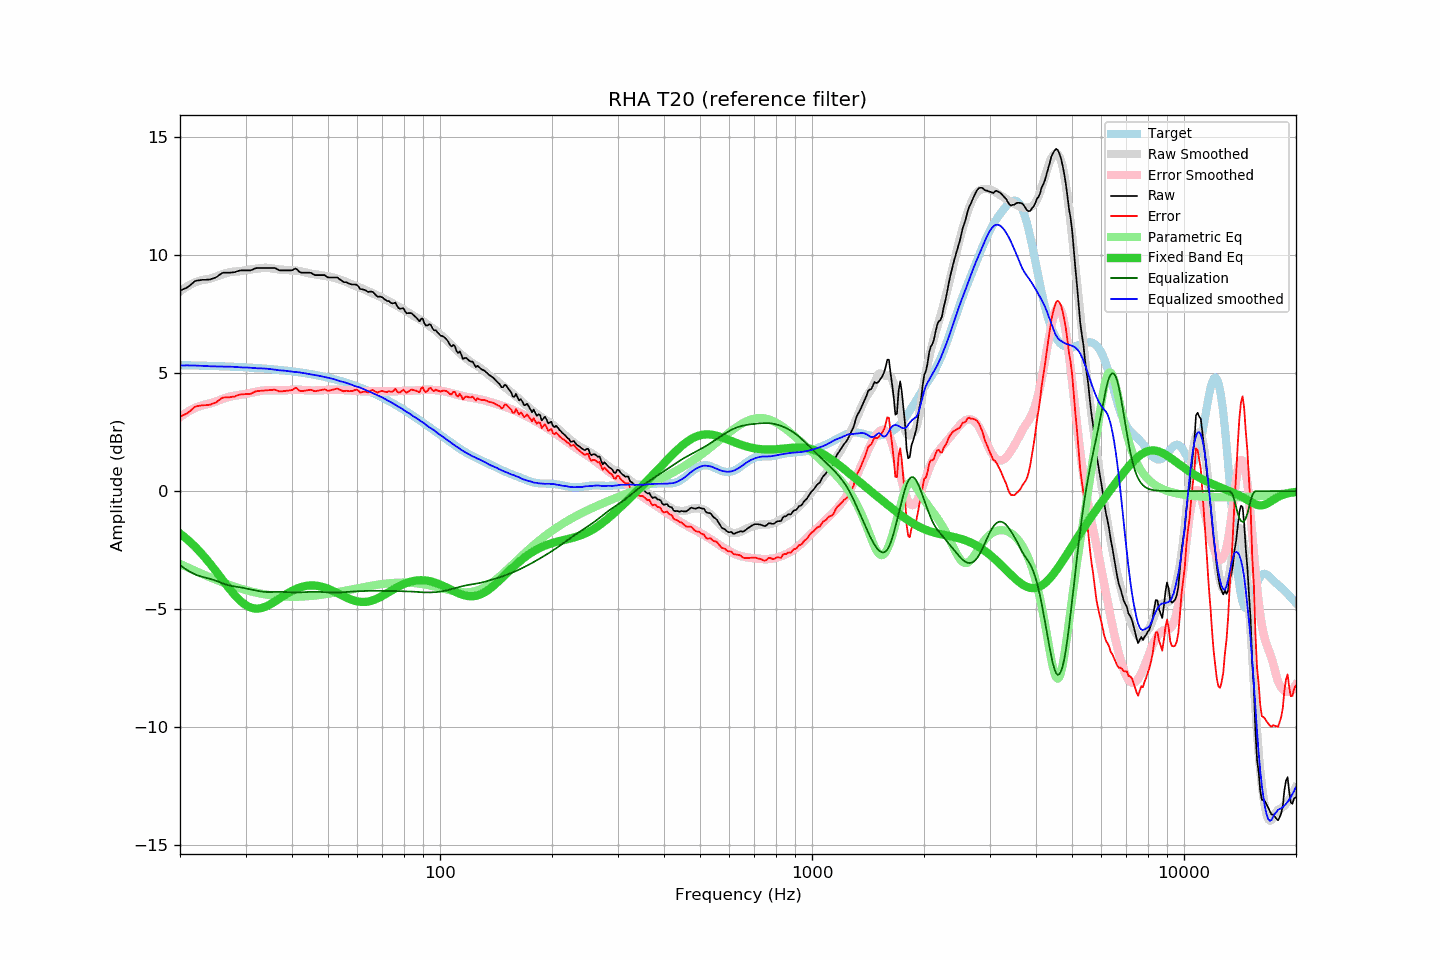 RHA T20 (reference filter)
Target
Raw Smoothed
Error Smoothed
Raw
Error
Parametric Eq
Fixed Band Eq
Equalization
Equalized smoothed
15
10
5
0
−5
−10
−15
Amplitude (dBr)
100
1000
10000
Frequency (Hz)